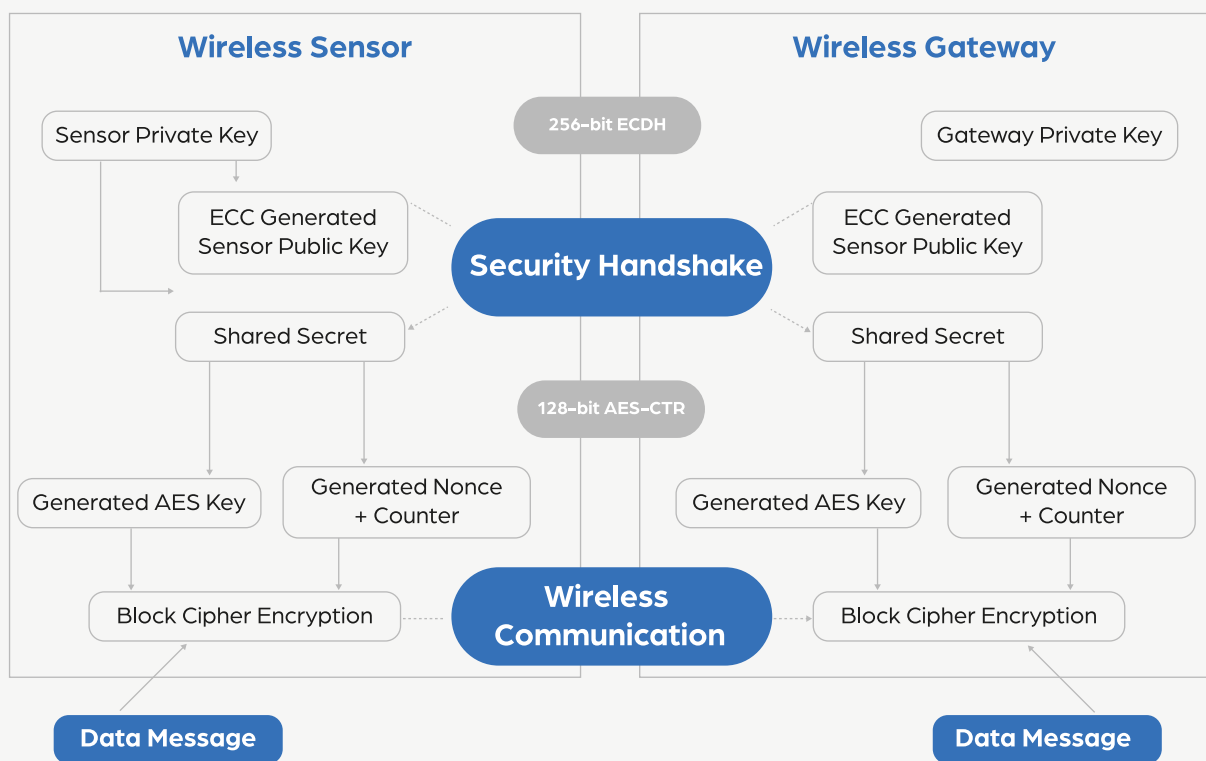 Wireless Sensor
Wireless Gateway
256-bit ECDH
Sensor Private Key
Gateway Private Key
ECC Generated
Sensor Public Key
ECC Generated
Sensor Public Key
Security Handshake
Shared Secret
Shared Secret
128-bit AES-CTR
Generated AES Key
Generated Nonce
+ Counter
Generated AES Key
Generated Nonce
+ Counter
Block Cipher Encryption
Wireless
Communication
Block Cipher Encryption
Data Message
Data Message